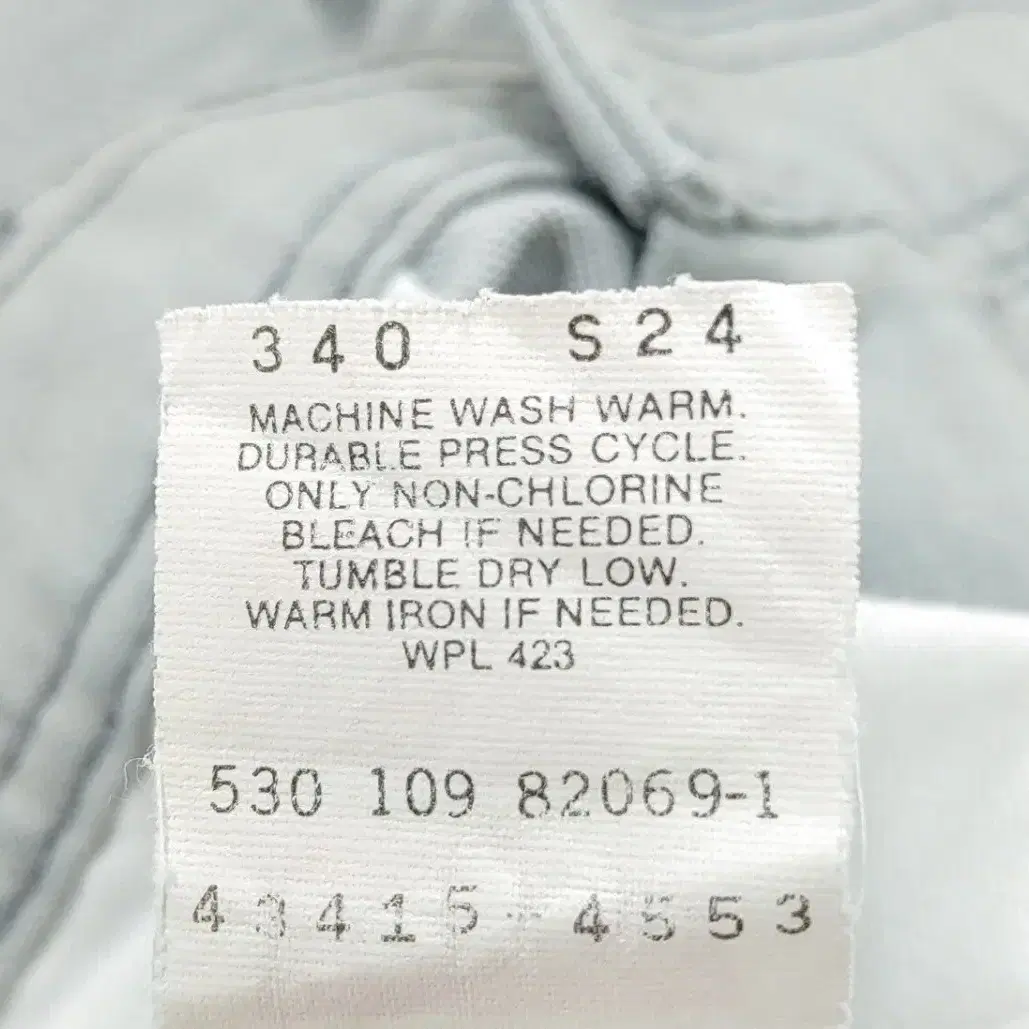 340 S24
MACHINE WASH WARM.
DURABLE PRESS CYCLE.
ONLY NON-CHLORINE
BLEACH IF NEEDED.
TUMBLE DRY LOW.
WARM IRON IF NEEDED.
WPL 423
530 109 82069-1
43415-4553